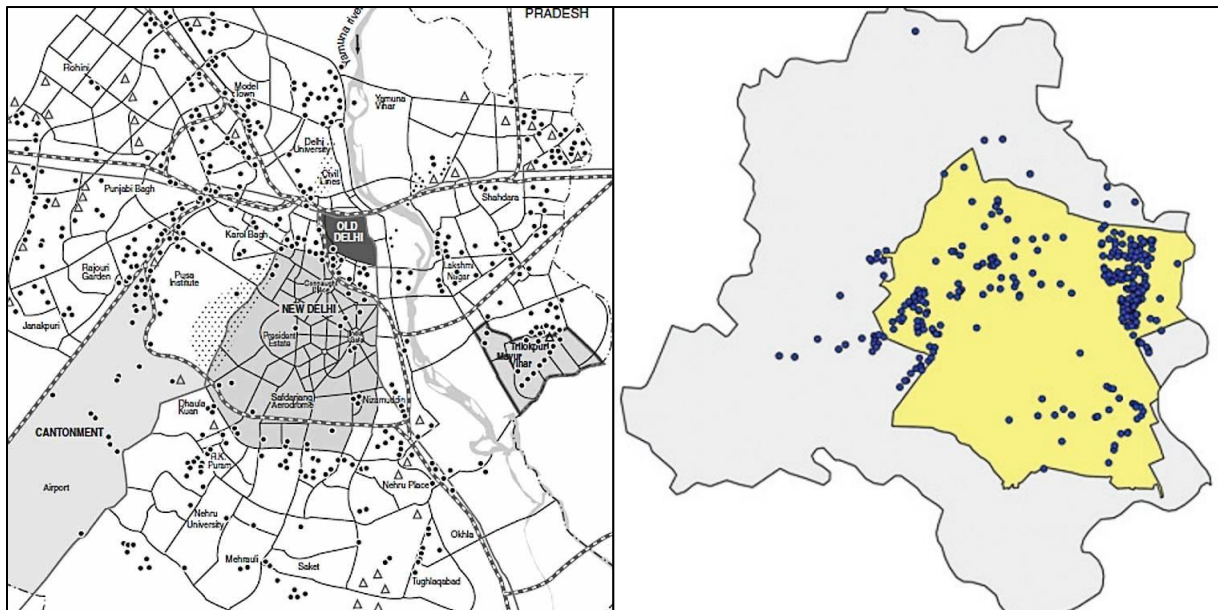 PRADESH
Yamuna river
Rohini
Model
Town
Yamuna
Vihar
Delhi
University
Civil
Lines
Punjabi Bagh
Shahdara
Karol Bagh
OLD
DELHI
Rajouri
Garden
Pusa
Institute
Lakshmi
Nagar
Connaught
Place
NEW DELHI
Janakpuri
President
Estate
India
Gate
Trilokpuri
Mayur
Vihar
Safdarjang
Aerodrome
Nizamuddin
Dhaula
Kuan
CANTONMENT
R.K.
Puram
Airport
Nehru Place
Nehru
University
Okhla
Mehrauli
Saket
Tughlaqabad